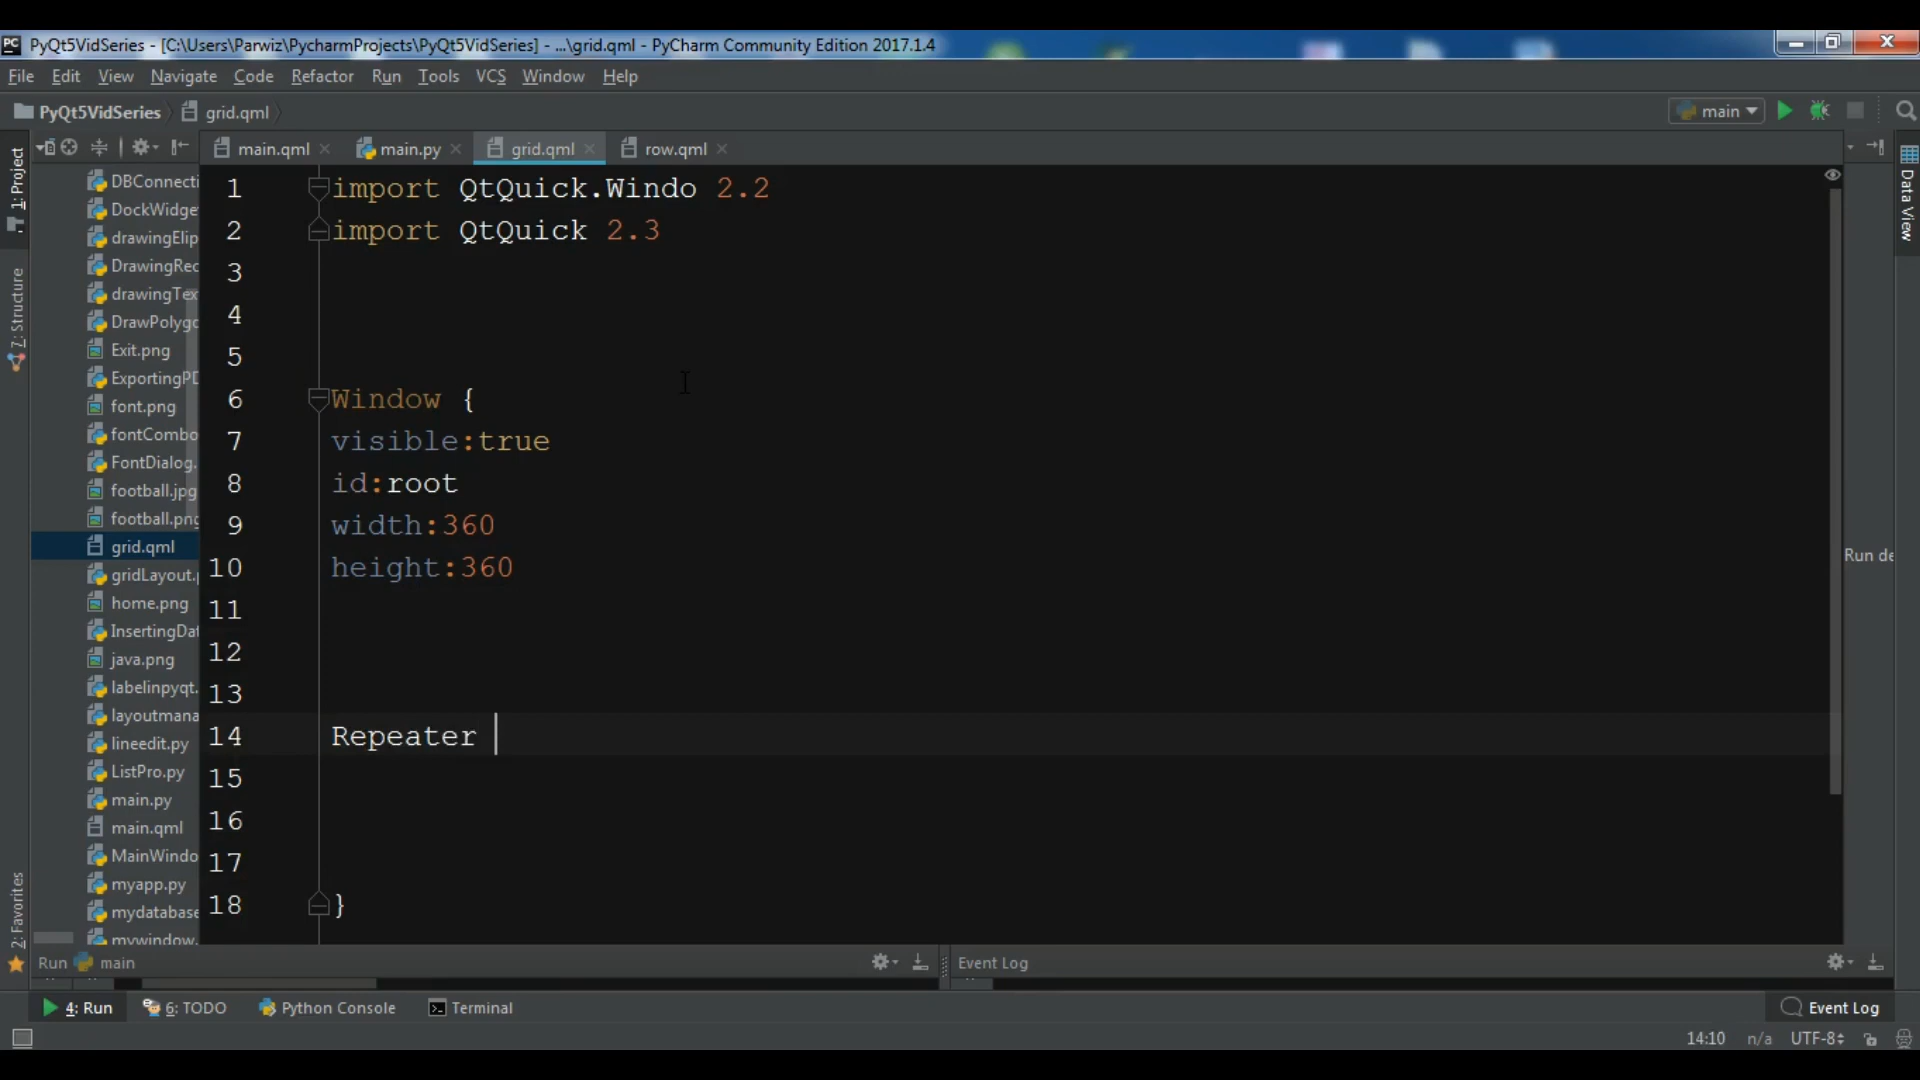 PyQt5VidSeries - [C:\Users\Parwiz\PycharmProjects\PyQt5VidSeries] - ...\grid.qml - PyCharm Community Edition 2017.1.4
File Edit View Navigate Code Refactor Run Tools VCS Window Help
PyQt5VidSeries grid.qml main
main.qml main.py grid.qml row.qml
1: Project
7: Structure
2: Favorites
DBConnecti
DockWidge
drawingElip
DrawingRec
drawingTex
DrawPolygo
Exit.png
ExportingPD
font.png
fontCombo
FontDialog.
football.jpg
football.png
grid.qml
gridLayout.p
home.png
InsertingDat
java.png
labelinpyqt.
layoutmana
lineedit.py
ListPro.py
main.py
main.qml
MainWindo
myapp.py
mydatabase
mywindow.
1 import QtQuick.Windo 2.2
2 import QtQuick 2.3
3
4
5
6 Window {
7 visible:true
8 id:root
9 width:360
10 height:360
11
12
13
14 Repeater
15
16
17
18 }
Data View
Run de
Run main
Event Log
4: Run 6: TODO Python Console Terminal Event Log
14:10 n/a UTF-8